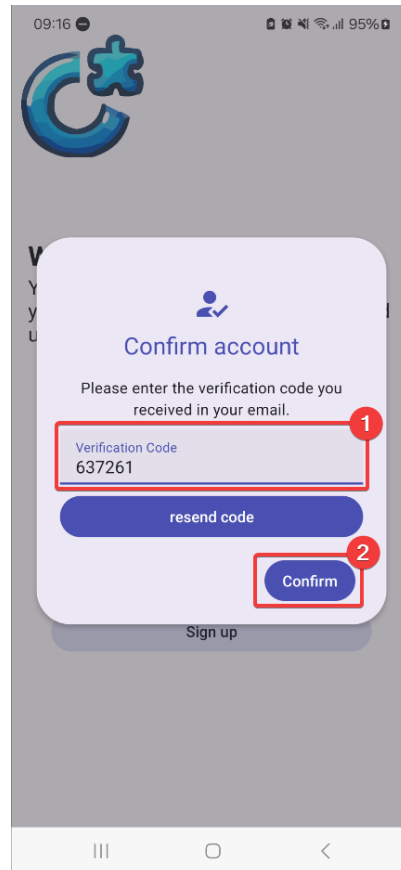 09:16
95%
W
Y
y
u
Confirm account
Please enter the verification code you
received in your email.
1
Verification Code
637261
resend code
2
Confirm
Sign up